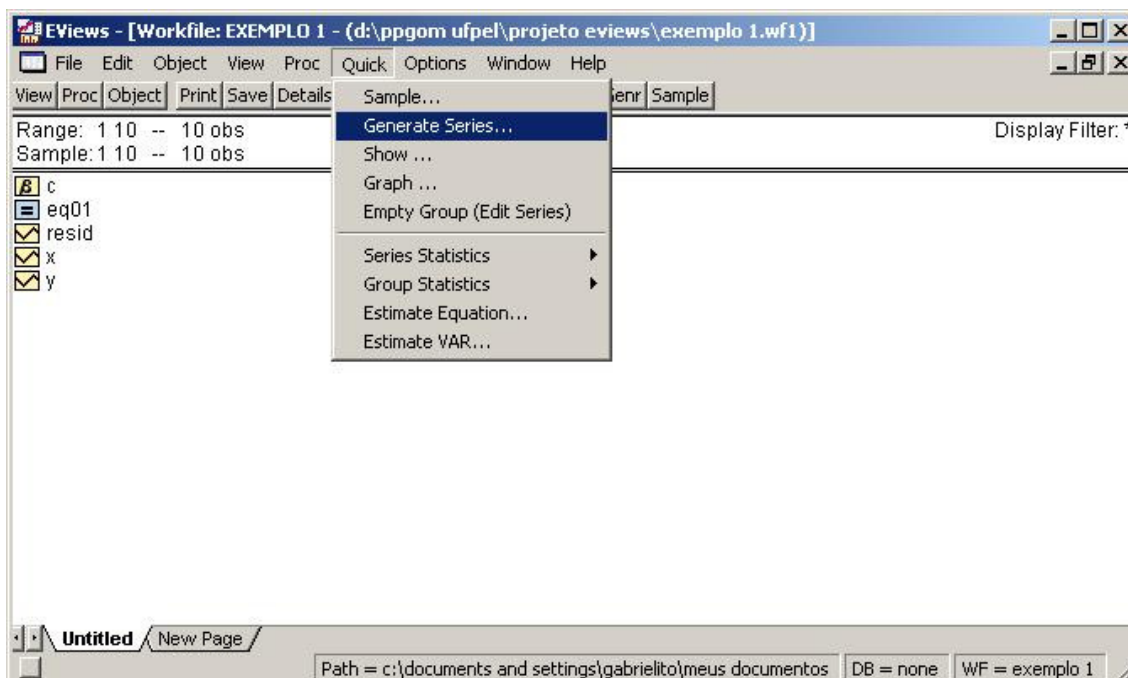 EViews - [Workfile: EXEMPLO 1 - (d:\ppgom ufpel\projeto eviews\exemplo 1.wf1)]
File Edit Object View Proc Quick Options Window Help
View Proc Object Print Save Details Sample
Range: 1 10 -- 10 obs Display Filter: *
Sample: 1 10 -- 10 obs
Sample...
Generate Series...
Show ...
Graph ...
Empty Group (Edit Series)
Series Statistics
Group Statistics
Estimate Equation...
Estimate VAR...
β c
= eq01
resid
x
y
Untitled New Page
Path = c:\documents and settings\gabrielito\meus documentos DB = none WF = exemplo 1